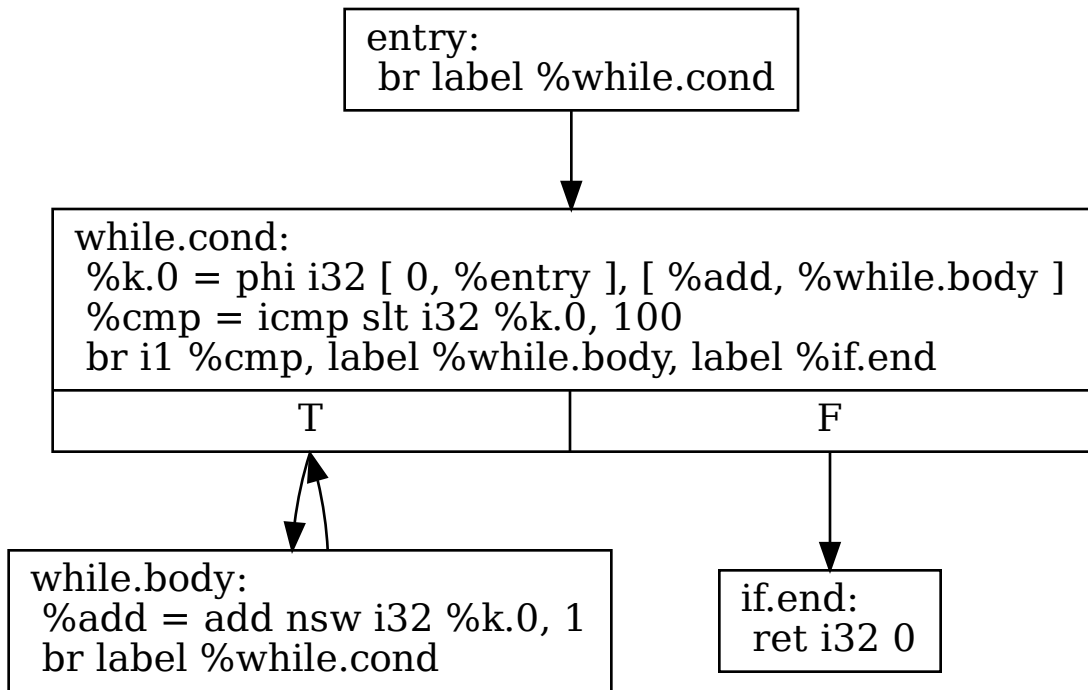 entry:
br label %while.cond
while.cond:
%k.0 = phi i32 [ 0, %entry ], [ %add, %while.body ]
%cmp = icmp slt i32 %k.0, 100
br i1 %cmp, label %while.body, label %if.end
T
F
while.body:
%add = add nsw i32 %k.0, 1
br label %while.cond
if.end:
ret i32 0